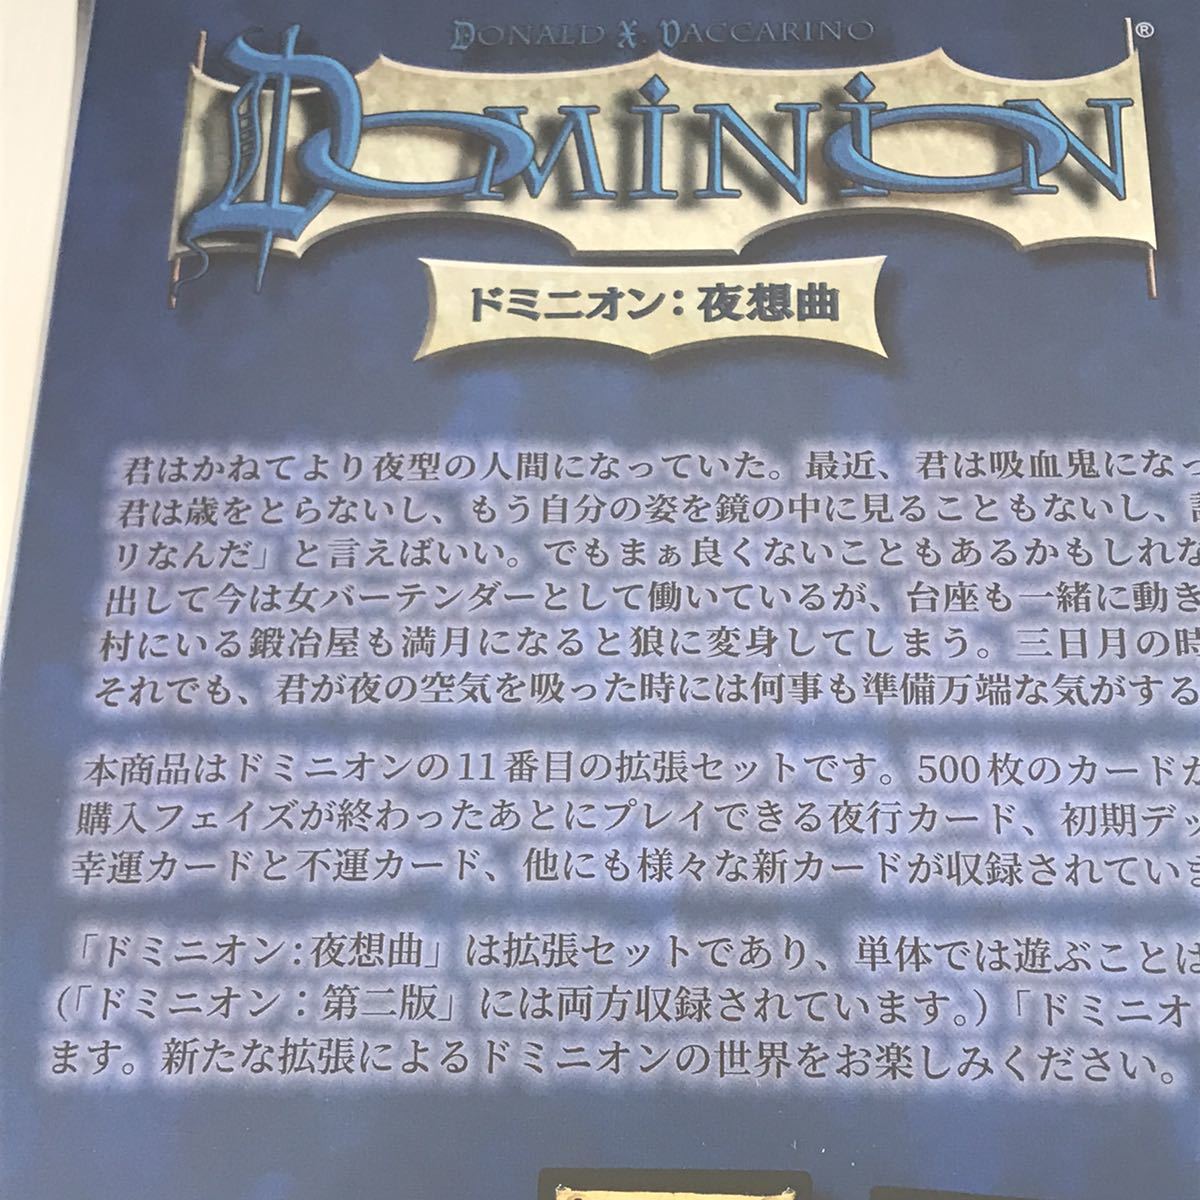 DONALD X. VACCARINO
DOMINION®
ドミニオン：夜想曲
君はかねてより夜型の人間になっていた。最近、君は吸血鬼になっ
君は歳をとらないし、もう自分の姿を鏡の中に見ることもないし、
リなんだ」と言えばいい。でもまぁ良くないこともあるかもしれな
出して今は女バーテンダーとして働いているが、台座も一緒に動き
村にいる鍛冶屋も満月になると狼に変身してしまう。三日月の時
それでも、君が夜の空気を吸った時には何事も準備万端な気がする
本商品はドミニオンの11番目の拡張セットです。500枚のカードが
購入フェイズが終わったあとにプレイできる夜行カード、初期デッ
幸運カードと不運カード、他にも様々な新カードが収録されていま
「ドミニオン：夜想曲」は拡張セットであり、単体では遊ぶことは
（「ドミニオン：第二版」には両方収録されています。）「ドミニオ
ます。新たな拡張によるドミニオンの世界をお楽しみください。